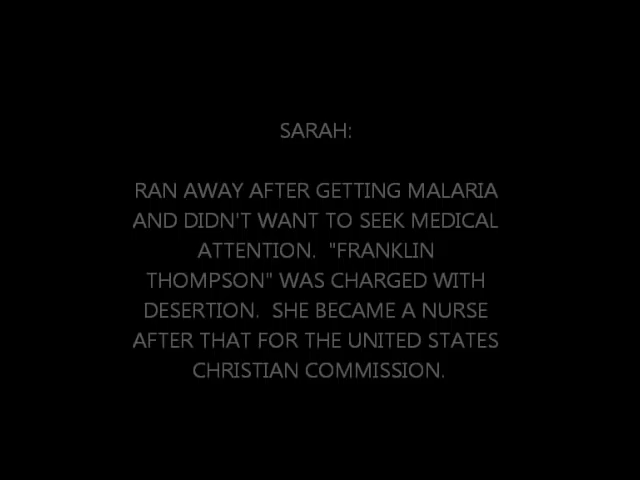 SARAH:
RAN AWAY AFTER GETTING MALARIA
AND DIDN'T WANT TO SEEK MEDICAL
ATTENTION.  "FRANKLIN
THOMPSON" WAS CHARGED WITH
DESERTION.  SHE BECAME A NURSE
AFTER THAT FOR THE UNITED STATES
CHRISTIAN COMMISSION.